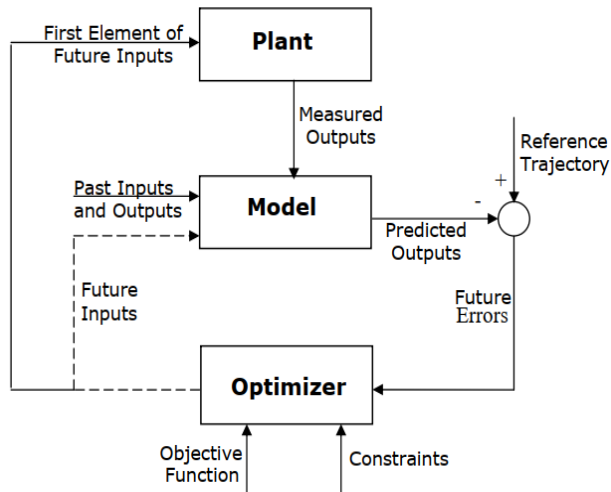 First Element of
Future Inputs
Plant
Measured
Outputs
Reference
Trajectory
+
Past Inputs
and Outputs
Model
-
Predicted
Outputs
Future
Inputs
Future
Errors
Optimizer
Objective
Function
Constraints